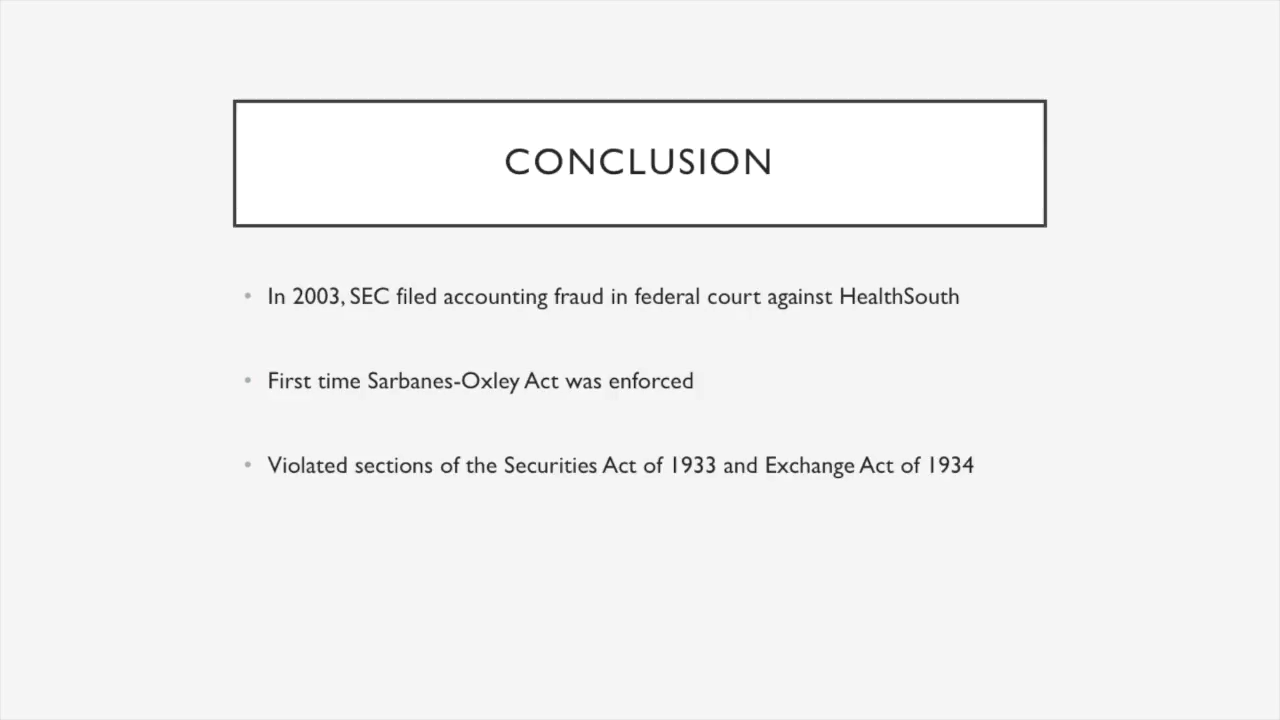 CONCLUSION
• In 2003, SEC filed accounting fraud in federal court against HealthSouth
• First time Sarbanes-Oxley Act was enforced
• Violated sections of the Securities Act of 1933 and Exchange Act of 1934